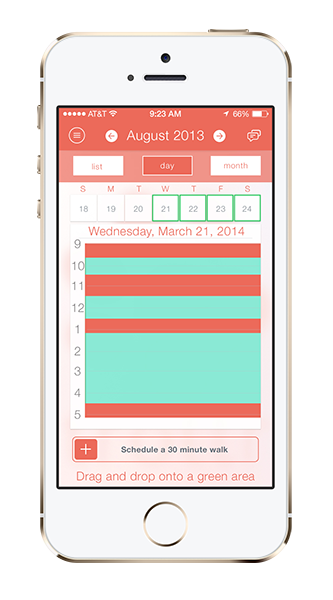 AT&T 9:23 AM 66%
August 2013
list day month
S M T W T F S
18 19 20 21 22 23 24
Wednesday, March 21, 2014
9
10
11
12
1
2
3
4
5
+ Schedule a 30 minute walk
Drag and drop onto a green area